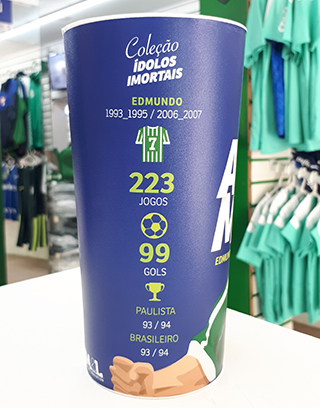 Coleção
ÍDOLOS
IMORTAIS
EDMUNDO
1993_1995 / 2006_2007
7
223
JOGOS
99
GOLS
PAULISTA
93 / 94
BRASILEIRO
93 / 94